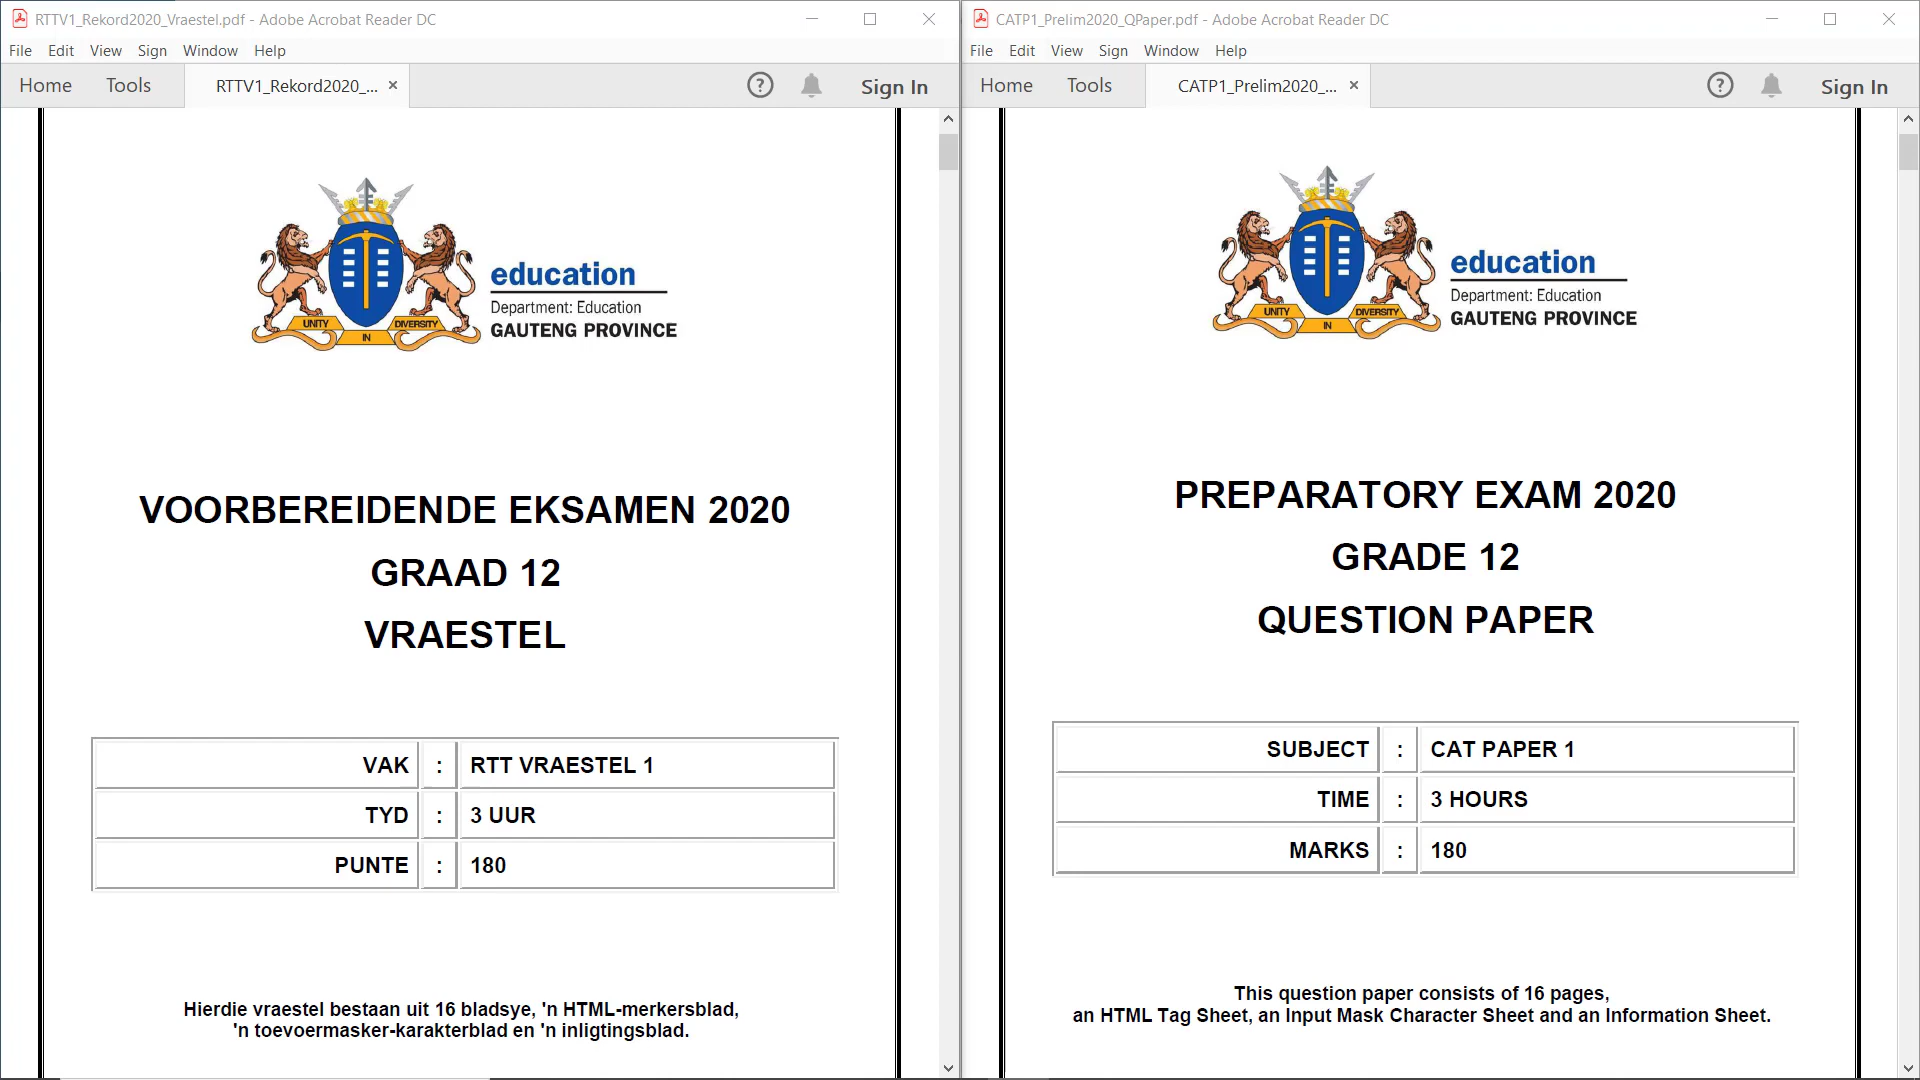 RTTV1_Rekord2020_Vraestel.pdf - Adobe Acrobat Reader DC
File Edit View Sign Window Help
Home Tools RTTV1_Rekord2020_... × ? Sign In
education
Department: Education
GAUTENG PROVINCE
UNITY IN DIVERSITY
VOORBEREIDENDE EKSAMEN 2020
GRAAD 12
VRAESTEL
VAK : RTT VRAESTEL 1
TYD : 3 UUR
PUNTE : 180
Hierdie vraestel bestaan uit 16 bladsye, 'n HTML-merkersblad,
'n toevoermasker-karakterblad en 'n inligtingsblad.
CATP1_Prelim2020_QPaper.pdf - Adobe Acrobat Reader DC
File Edit View Sign Window Help
Home Tools CATP1_Prelim2020_... × ? Sign In
education
Department: Education
GAUTENG PROVINCE
UNITY IN DIVERSITY
PREPARATORY EXAM 2020
GRADE 12
QUESTION PAPER
SUBJECT : CAT PAPER 1
TIME : 3 HOURS
MARKS : 180
This question paper consists of 16 pages,
an HTML Tag Sheet, an Input Mask Character Sheet and an Information Sheet.